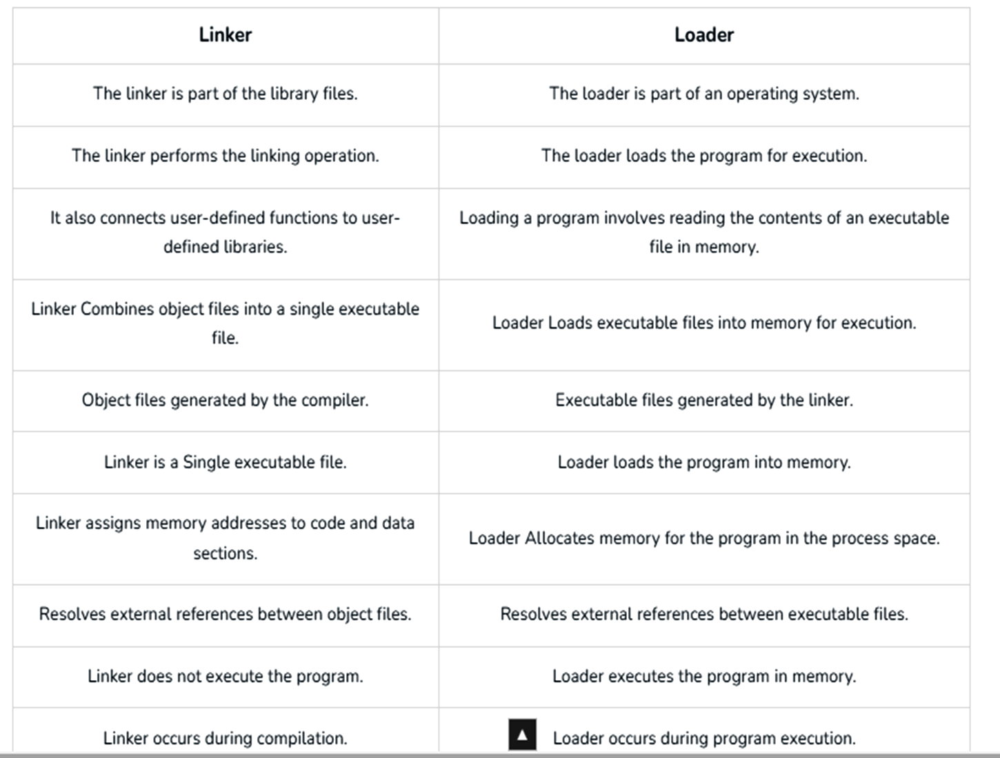 Linker
Loader
The linker is part of the library files.
The loader is part of an operating system.
The linker performs the linking operation.
The loader loads the program for execution.
It also connects user-defined functions to user-
defined libraries.
Loading a program involves reading the contents of an executable
file in memory.
Linker Combines object files into a single executable
file.
Loader Loads executable files into memory for execution.
Object files generated by the compiler.
Executable files generated by the linker.
Linker is a Single executable file.
Loader loads the program into memory.
Linker assigns memory addresses to code and data
sections.
Loader Allocates memory for the program in the process space.
Resolves external references between object files.
Resolves external references between executable files.
Linker does not execute the program.
Loader executes the program in memory.
Linker occurs during compilation.
Loader occurs during program execution.